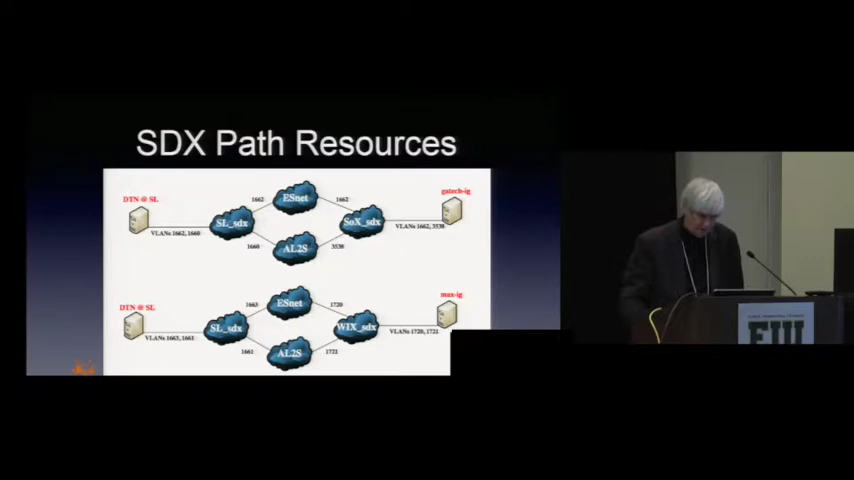 SDX Path Resources
DTN @ SL
gatech-ig
1662
ESnet
1662
SL_sdx
SoX_sdx
VLANs 1662, 1660
VLANs 1662, 3538
1660
AL2S
3538
DTN @ SL
max-ig
1663
ESnet
1720
SL_sdx
WIX_sdx
VLANs 1663, 1661
VLANs 1720, 1721
1661
AL2S
1721
FIU